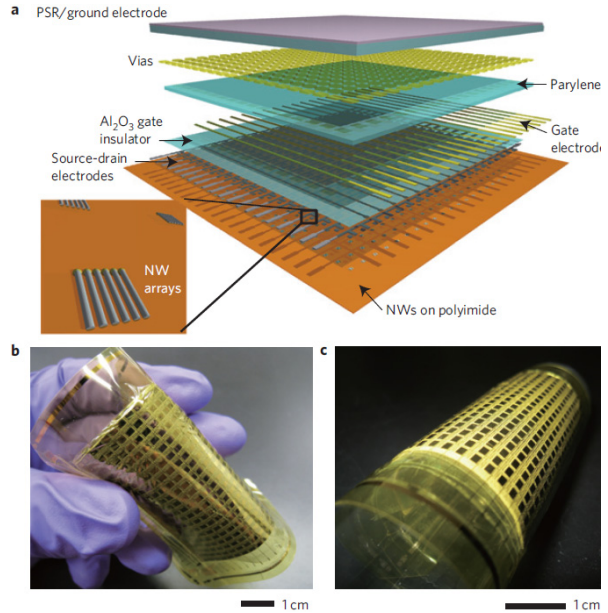 a
PSR/ground electrode
Vias
Parylene
Al₂O₃ gate
insulator
Gate
electrode
Source-drain
electrodes
NW
arrays
NWs on polyimide
b
c
1 cm
1 cm